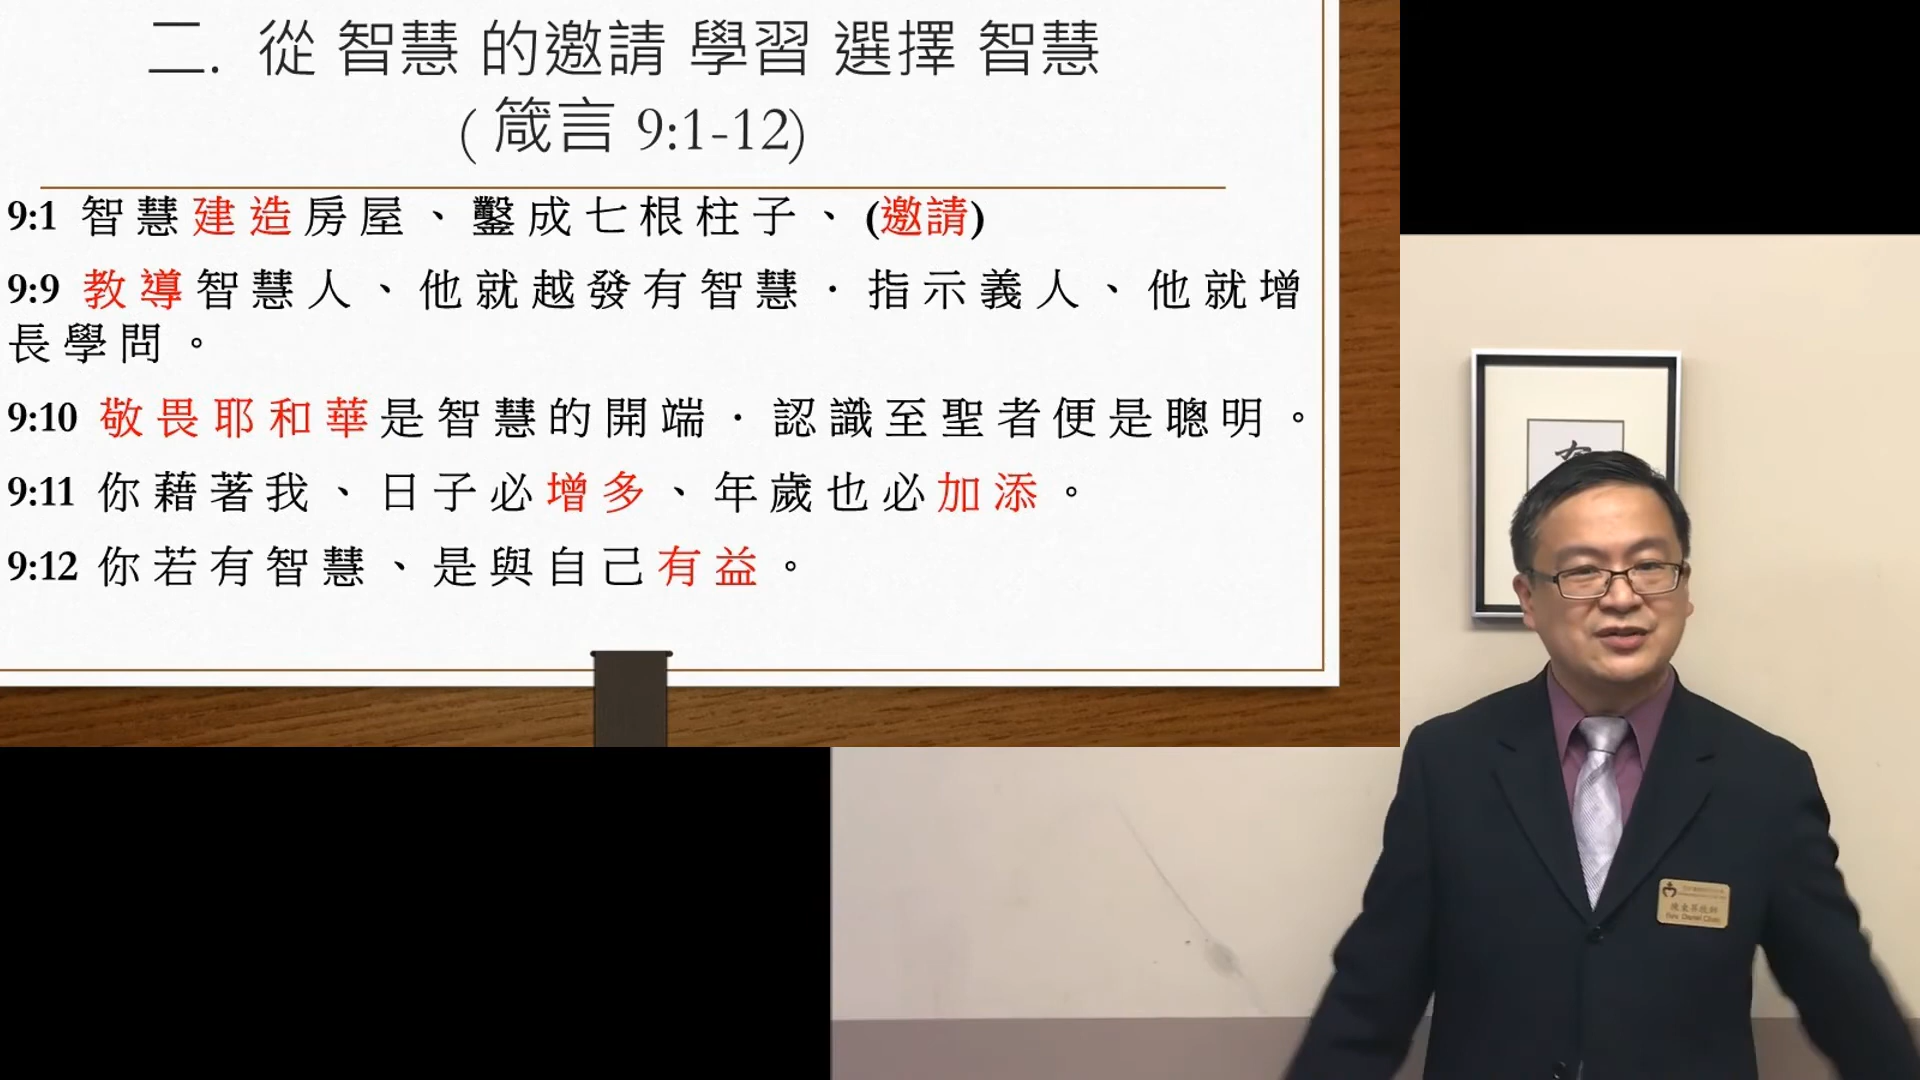 二. 從 智慧 的邀請 學習 選擇 智慧
( 箴言 9:1-12)
9:1 智慧建造房屋、鑿成七根柱子、(邀請)
9:9 教導智慧人、他就越發有智慧．指示義人、他就增
長學問。
9:10 敬畏耶和華是智慧的開端．認識至聖者便是聰明。
9:11 你藉著我、日子必增多、年歲也必加添。
9:12 你若有智慧、是與自己有益。